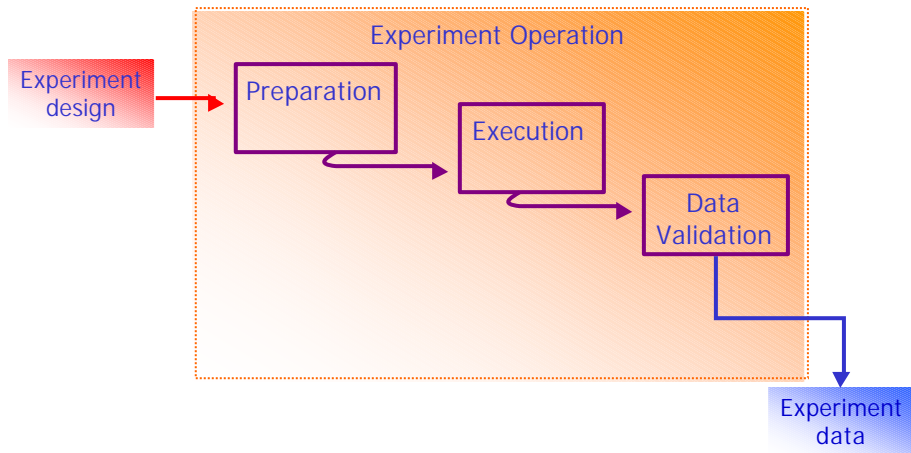 Experiment Operation
Experiment
design
Preparation
Execution
Data
Validation
Experiment
data